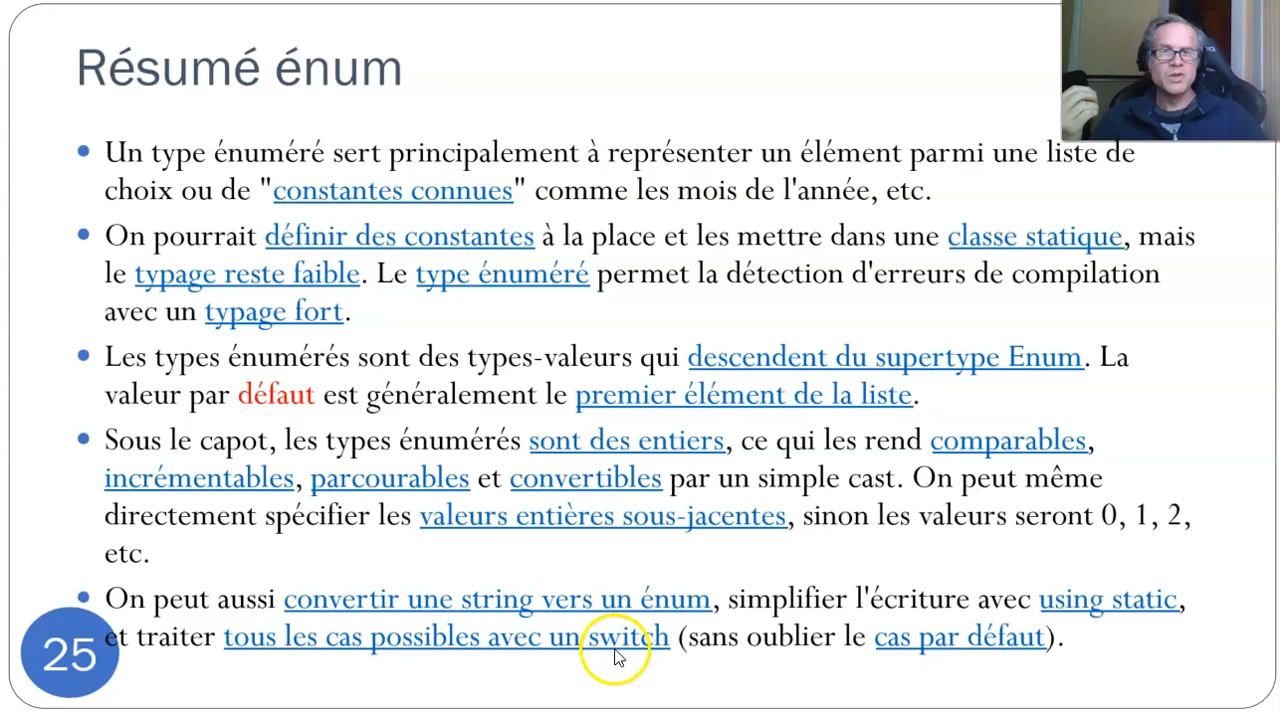 Résumé énum
• Un type énuméré sert principalement à représenter un élément parmi une liste de
choix ou de "constantes connues" comme les mois de l'année, etc.
• On pourrait définir des constantes à la place et les mettre dans une classe statique, mais
le typage reste faible. Le type énuméré permet la détection d'erreurs de compilation
avec un typage fort.
• Les types énumérés sont des types-valeurs qui descendent du supertype Enum. La
valeur par défaut est généralement le premier élément de la liste.
• Sous le capot, les types énumérés sont des entiers, ce qui les rend comparables,
incrémentables, parcourables et convertibles par un simple cast. On peut même
directement spécifier les valeurs entières sous-jacentes, sinon les valeurs seront 0, 1, 2,
etc.
• On peut aussi convertir une string vers un énum, simplifier l'écriture avec using static,
et traiter tous les cas possibles avec un switch (sans oublier le cas par défaut).
25